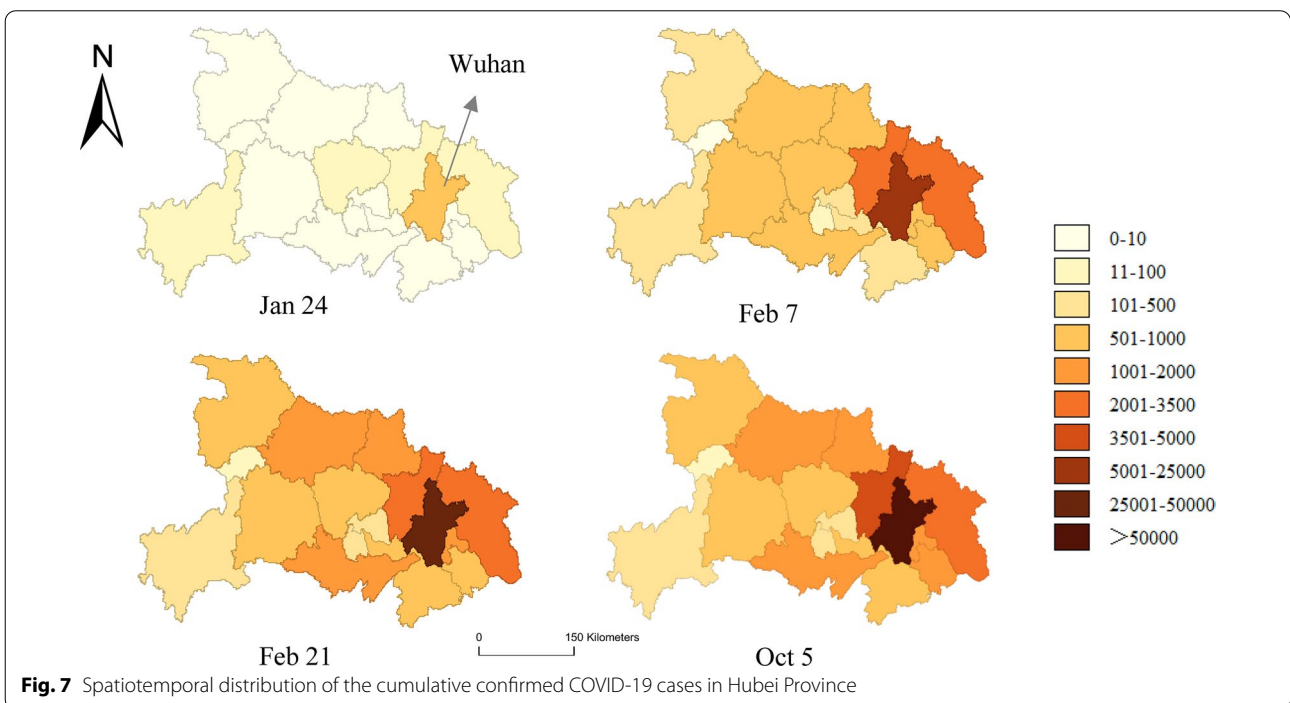 N
Wuhan
Jan 24
Feb 7
0-10
11-100
101-500
501-1000
1001-2000
2001-3500
3501-5000
5001-25000
25001-50000
>50000
Feb 21
0 150 Kilometers
Oct 5
Fig. 7 Spatiotemporal distribution of the cumulative confirmed COVID-19 cases in Hubei Province